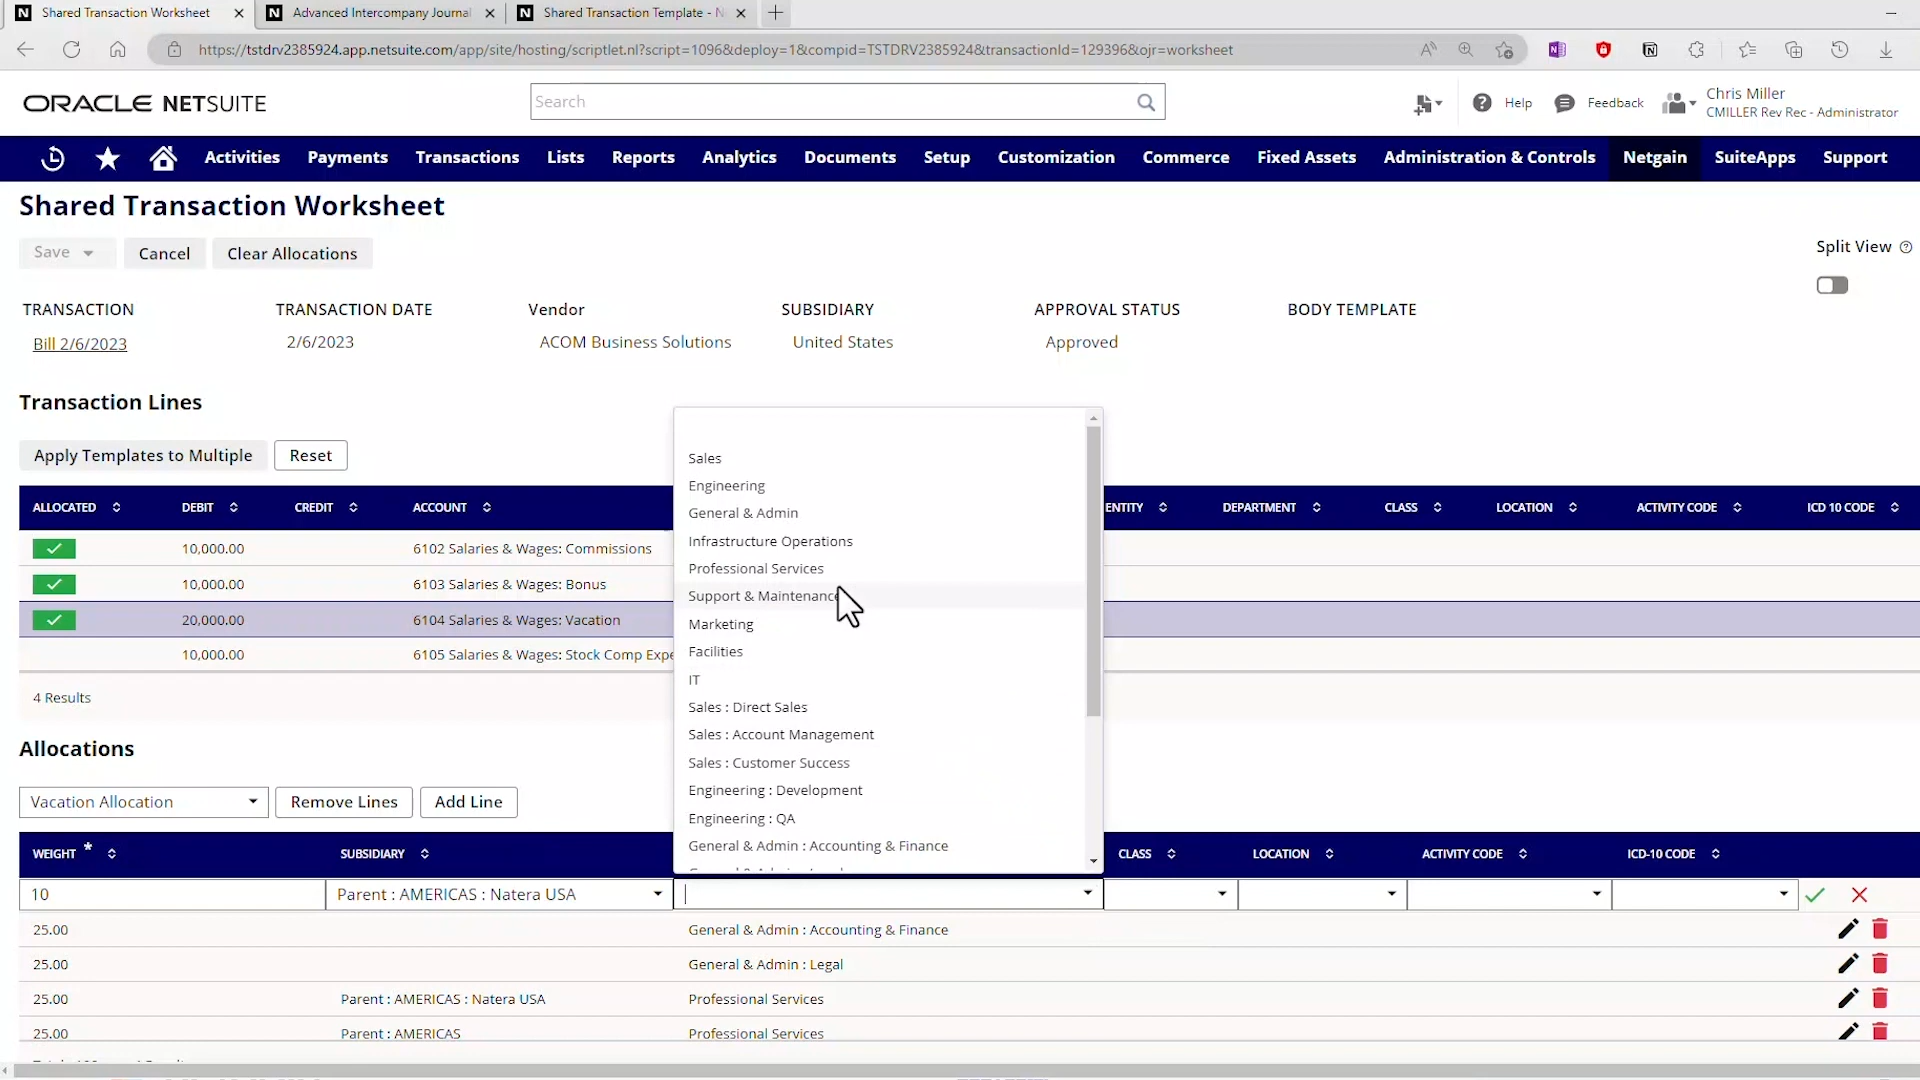 Shared Transaction Worksheet
Advanced Intercompany Journal
Shared Transaction Template - N
https://tstdrv2385924.app.netsuite.com/app/site/hosting/scriptlet.nl?script=1096&deploy=1&compid=TSTDRV2385924&transactionId=129396&ojr=worksheet
ORACLE NETSUITE
Search
Help
Feedback
Chris Miller
CMILLER Rev Rec - Administrator
Activities Payments Transactions Lists Reports Analytics Documents Setup Customization Commerce Fixed Assets Administration & Controls Netgain SuiteApps Support
Shared Transaction Worksheet
Save Cancel Clear Allocations
Split View
TRANSACTION TRANSACTION DATE Vendor SUBSIDIARY APPROVAL STATUS BODY TEMPLATE
Bill 2/6/2023 2/6/2023 ACOM Business Solutions United States Approved
Transaction Lines
Apply Templates to Multiple Reset
ALLOCATED DEBIT CREDIT ACCOUNT ENTITY DEPARTMENT CLASS LOCATION ACTIVITY CODE ICD 10 CODE
10,000.00 6102 Salaries & Wages: Commissions
10,000.00 6103 Salaries & Wages: Bonus
20,000.00 6104 Salaries & Wages: Vacation
10,000.00 6105 Salaries & Wages: Stock Comp Expe
4 Results
Sales
Engineering
General & Admin
Infrastructure Operations
Professional Services
Support & Maintenance
Marketing
Facilities
IT
Sales : Direct Sales
Sales : Account Management
Sales : Customer Success
Engineering : Development
Engineering : QA
General & Admin : Accounting & Finance
Allocations
Vacation Allocation Remove Lines Add Line
WEIGHT * SUBSIDIARY CLASS LOCATION ACTIVITY CODE ICD-10 CODE
10 Parent : AMERICAS : Natera USA
25.00 General & Admin : Accounting & Finance
25.00 General & Admin : Legal
25.00 Parent : AMERICAS : Natera USA Professional Services
25.00 Parent : AMERICAS Professional Services